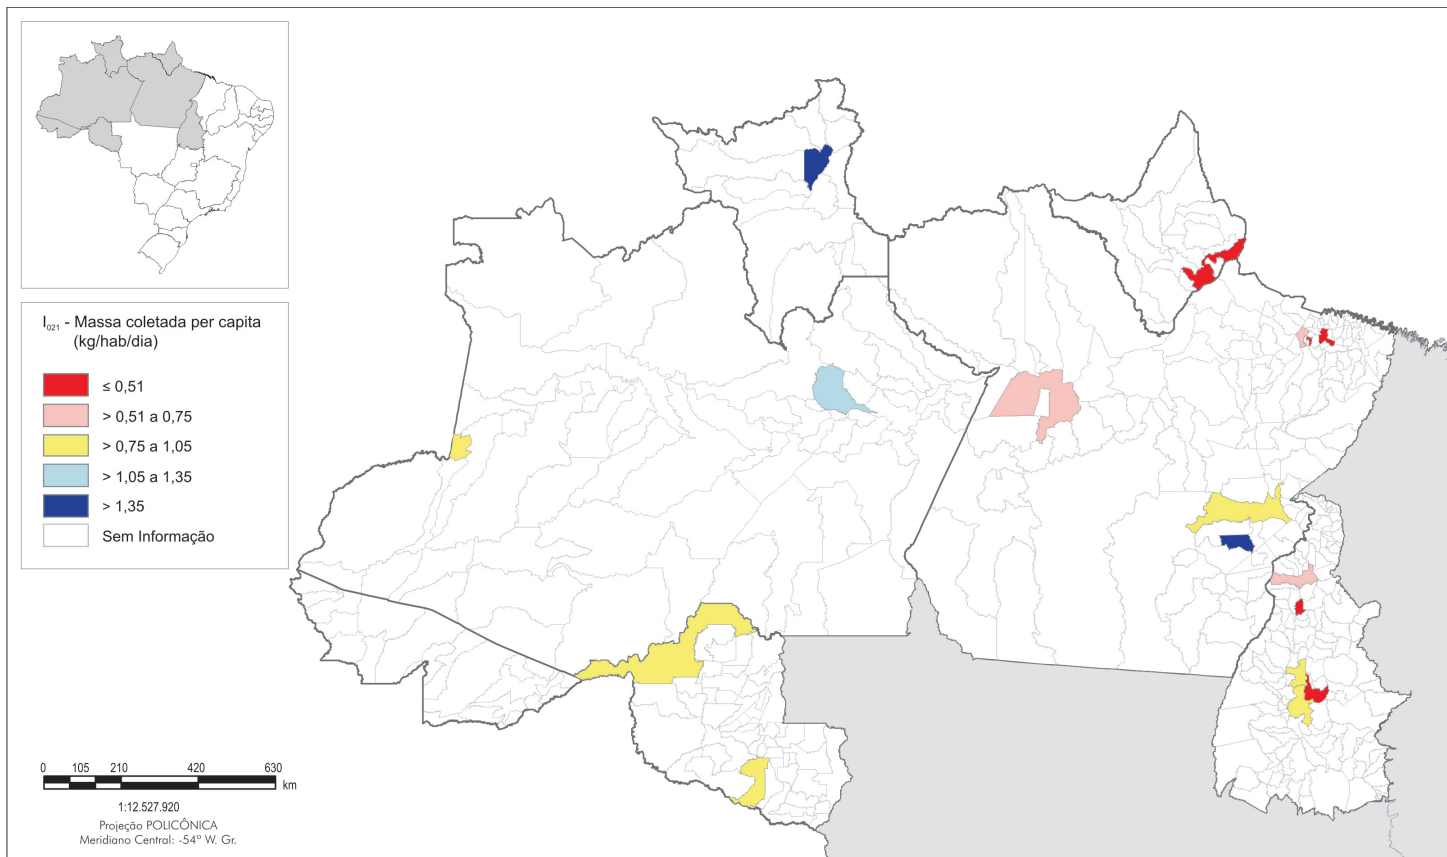 I₀₂₁ - Massa coletada per capita
(kg/hab/dia)
≤ 0,51
> 0,51 a 0,75
> 0,75 a 1,05
> 1,05 a 1,35
> 1,35
Sem Informação
0 105 210 420 630
km
1:12.527.920
Projeção POLICÔNICA
Meridiano Central: -54º W. Gr.